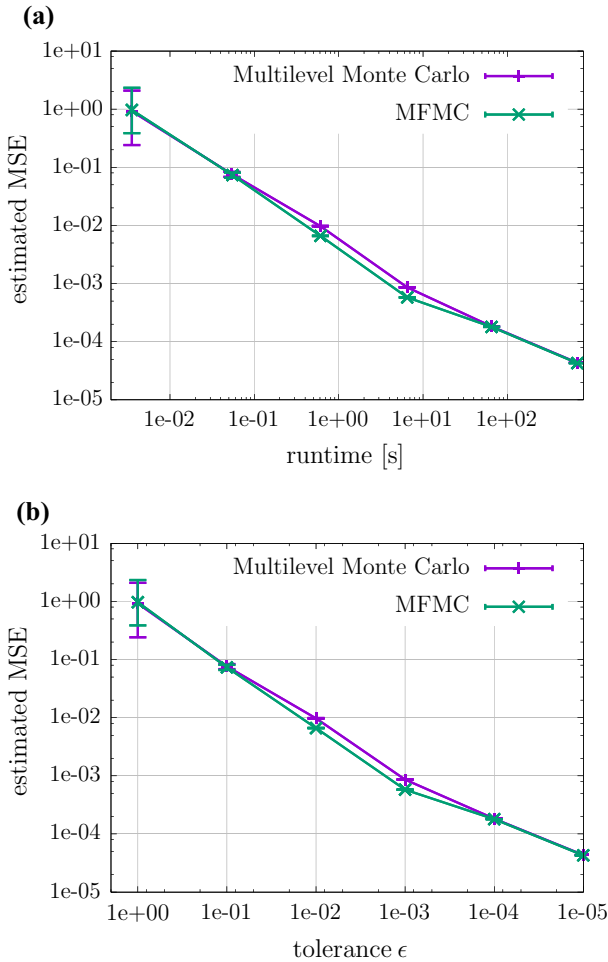 (a)
1e+01
1e+00
1e-01
1e-02
1e-03
1e-04
1e-05
estimated MSE
Multilevel Monte Carlo
MFMC
1e-02 1e-01 1e+00 1e+01 1e+02
runtime [s]
(b)
1e+01
1e+00
1e-01
1e-02
1e-03
1e-04
1e-05
estimated MSE
Multilevel Monte Carlo
MFMC
1e+00 1e-01 1e-02 1e-03 1e-04 1e-05
tolerance ϵ